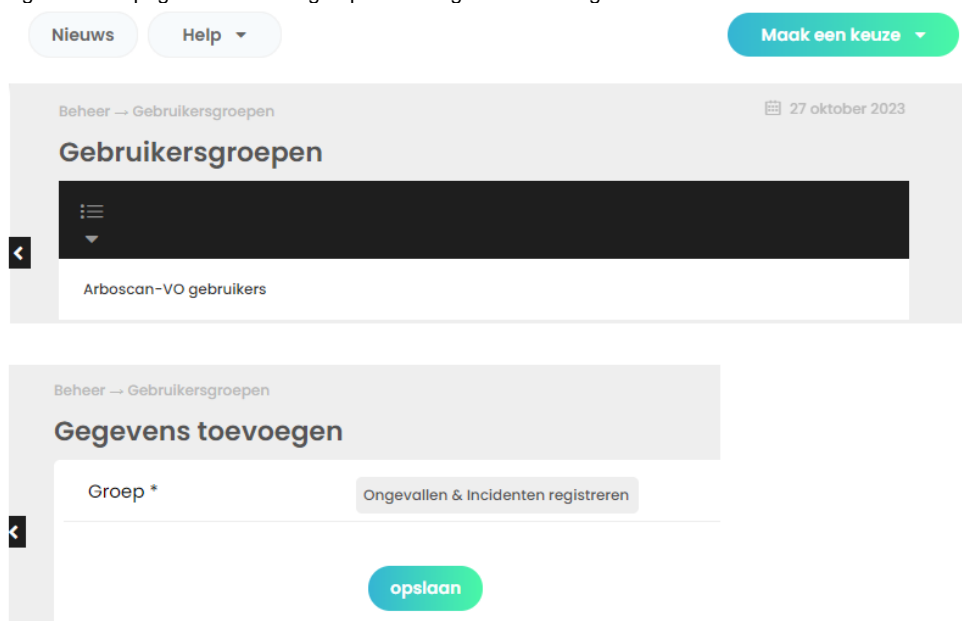 Nieuws
Help
Maak een keuze
Beheer → Gebruikersgroepen
27 oktober 2023
Gebruikersgroepen
Arboscan-VO gebruikers
Beheer → Gebruikersgroepen
Gegevens toevoegen
Groep *
Ongevallen & Incidenten registreren
opslaan